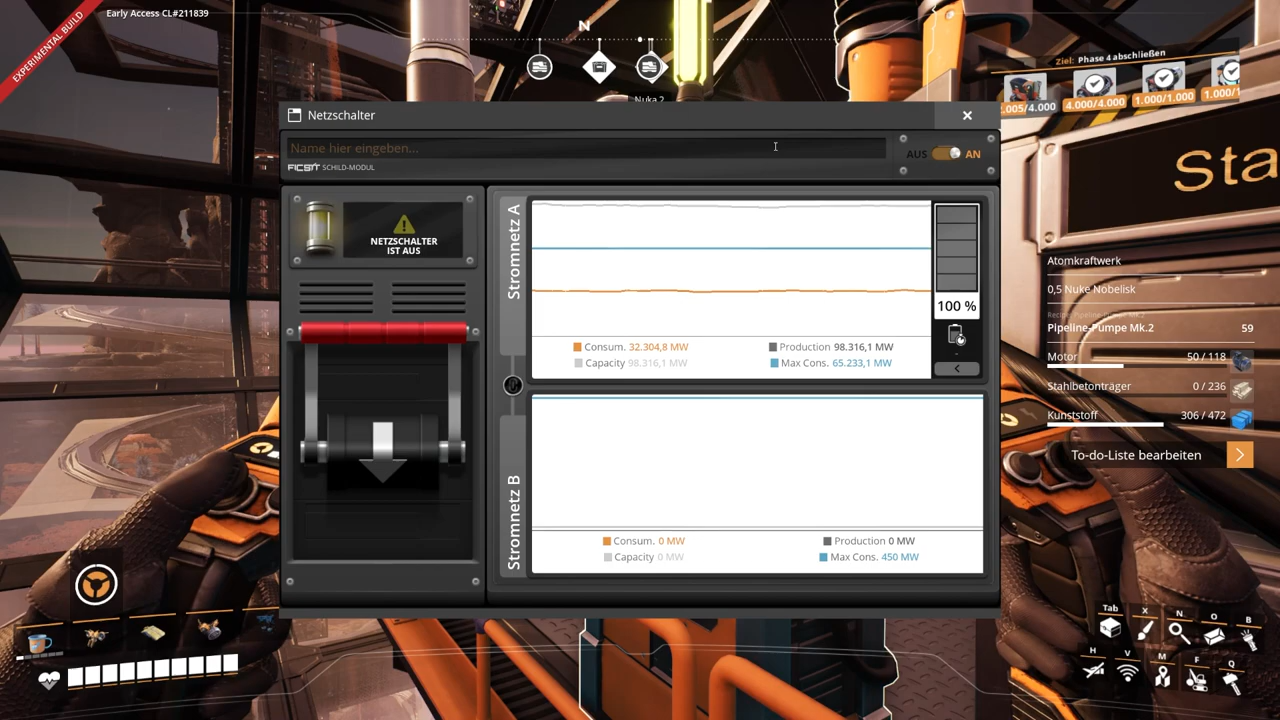 EXPERIMENTAL BUILD
Early Access CL#211839
N
Nuka 2
Ziel: Phase 4 abschließen
.005/4.000
4.000/4.000
1.000/1.000
1.000/1
Netzschalter
Name hier eingeben...
FICSIT SCHILD-MODUL
AUS
AN
NETZSCHALTER
IST AUS
Stromnetz A
100 %
-
Consum. 32.304,8 MW
Production 98.316,1 MW
Capacity 98.316,1 MW
Max Cons. 65.233,1 MW
Stromnetz B
Consum. 0 MW
Production 0 MW
Capacity 0 MW
Max Cons. 450 MW
Sta
Atomkraftwerk
0,5 Nuke Nobelisk
Pipeline-Pumpe Mk.2 59
Motor 50 / 118
Stahlbetonträger 0 / 236
Kunststoff 306 / 472
To-do-Liste bearbeiten
Tab X N O B
H V M F Q